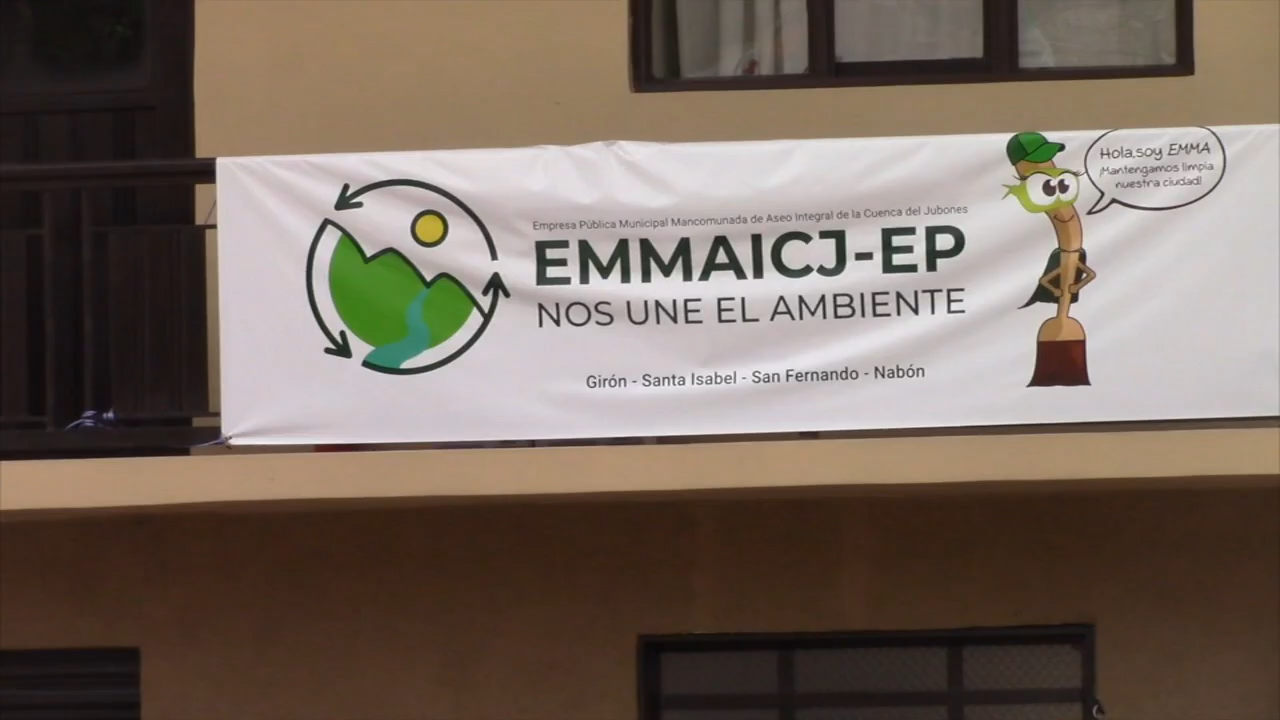 Empresa Pública Municipal Mancomunada de Aseo Integral de la Cuenca del Jubones
EMMAICJ-EP
NOS UNE EL AMBIENTE
Girón - Santa Isabel - San Fernando - Nabón
Hola,soy EMMA
¡Mantengamos limpia
nuestra ciudad!